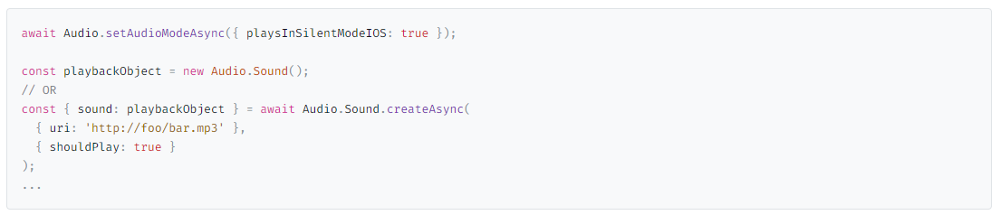 await Audio.setAudioModeAsync({ playsInSilentModeIOS: true });
const playbackObject = new Audio.Sound();
// OR
const { sound: playbackObject } = await Audio.Sound.createAsync(
  { uri: 'http://foo/bar.mp3' },
  { shouldPlay: true }
);
...